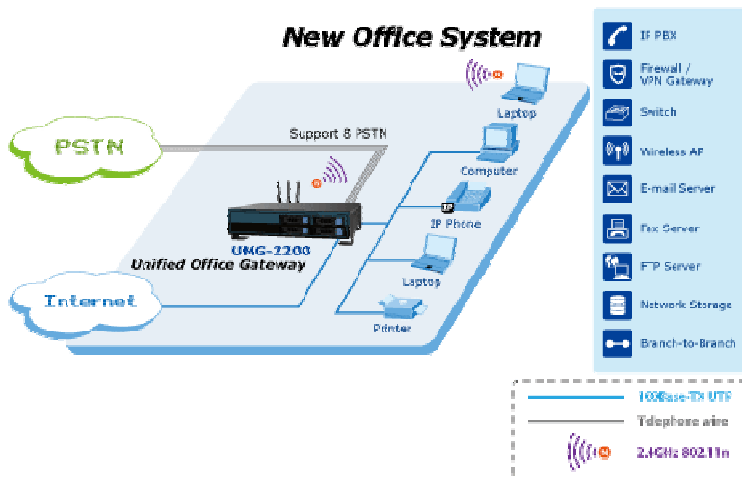 New Office System
PSTN
Support 8 PSTN
Laptop
Computer
IP Phone
UMG-2200
Unified Office Gateway
Laptop
Internet
Printer
IP PBX
Firewall /
VPN Gateway
Switch
Wireless AP
E-mail Server
Fax Server
FTP Server
Network Storage
Branch-to-Branch
100Base-TX UTP
Telephone wire
2.4GHz 802.11n